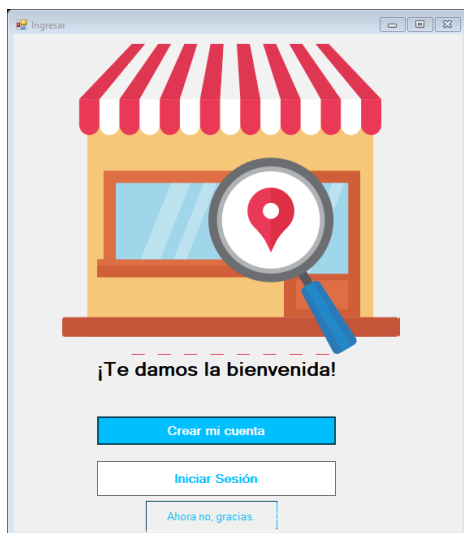 Ingresar
¡Te damos la bienvenida!
Crear mi cuenta
Iniciar Sesión
Ahora no, gracias.